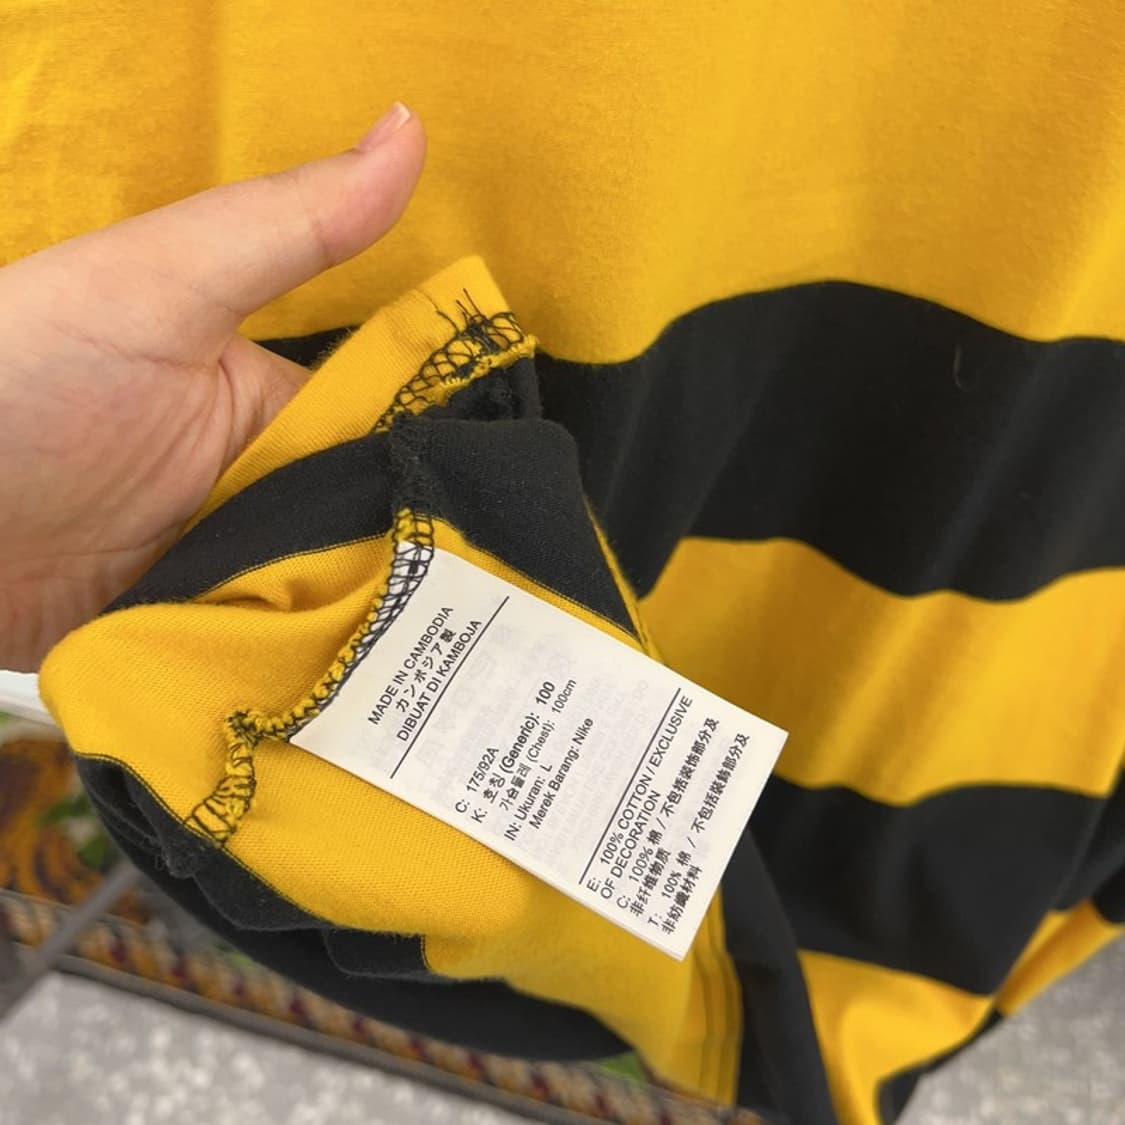 MADE IN CAMBODIA
カンボジア製
DIBUAT DI KAMBOJA
C: 175/92A
K: 호칭 (Generic): 100
가슴둘레 (Chest): 100cm
IN: Ukuran: L
Merek Barang: Nike
E: 100% COTTON / EXCLUSIVE
OF DECORATION
C: 100% 棉 / 不包括装饰部分及
非纤维物质
T: 100% 棉 / 不包括裝飾部分及
非紡織材料